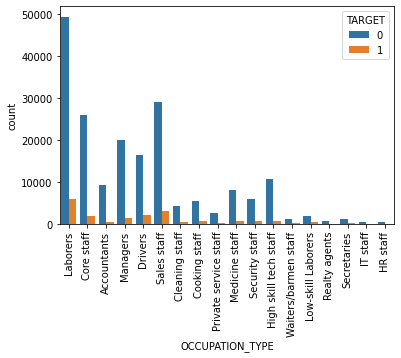 50000
40000
30000
20000
10000
0
count
TARGET
0
1
Laborers
Core staff
Accountants
Managers
Drivers
Sales staff
Cleaning staff
Cooking staff
Private service staff
Medicine staff
Security staff
High skill tech staff
Waiters/barmen staff
Low-skill Laborers
Realty agents
Secretaries
IT staff
HR staff
OCCUPATION_TYPE